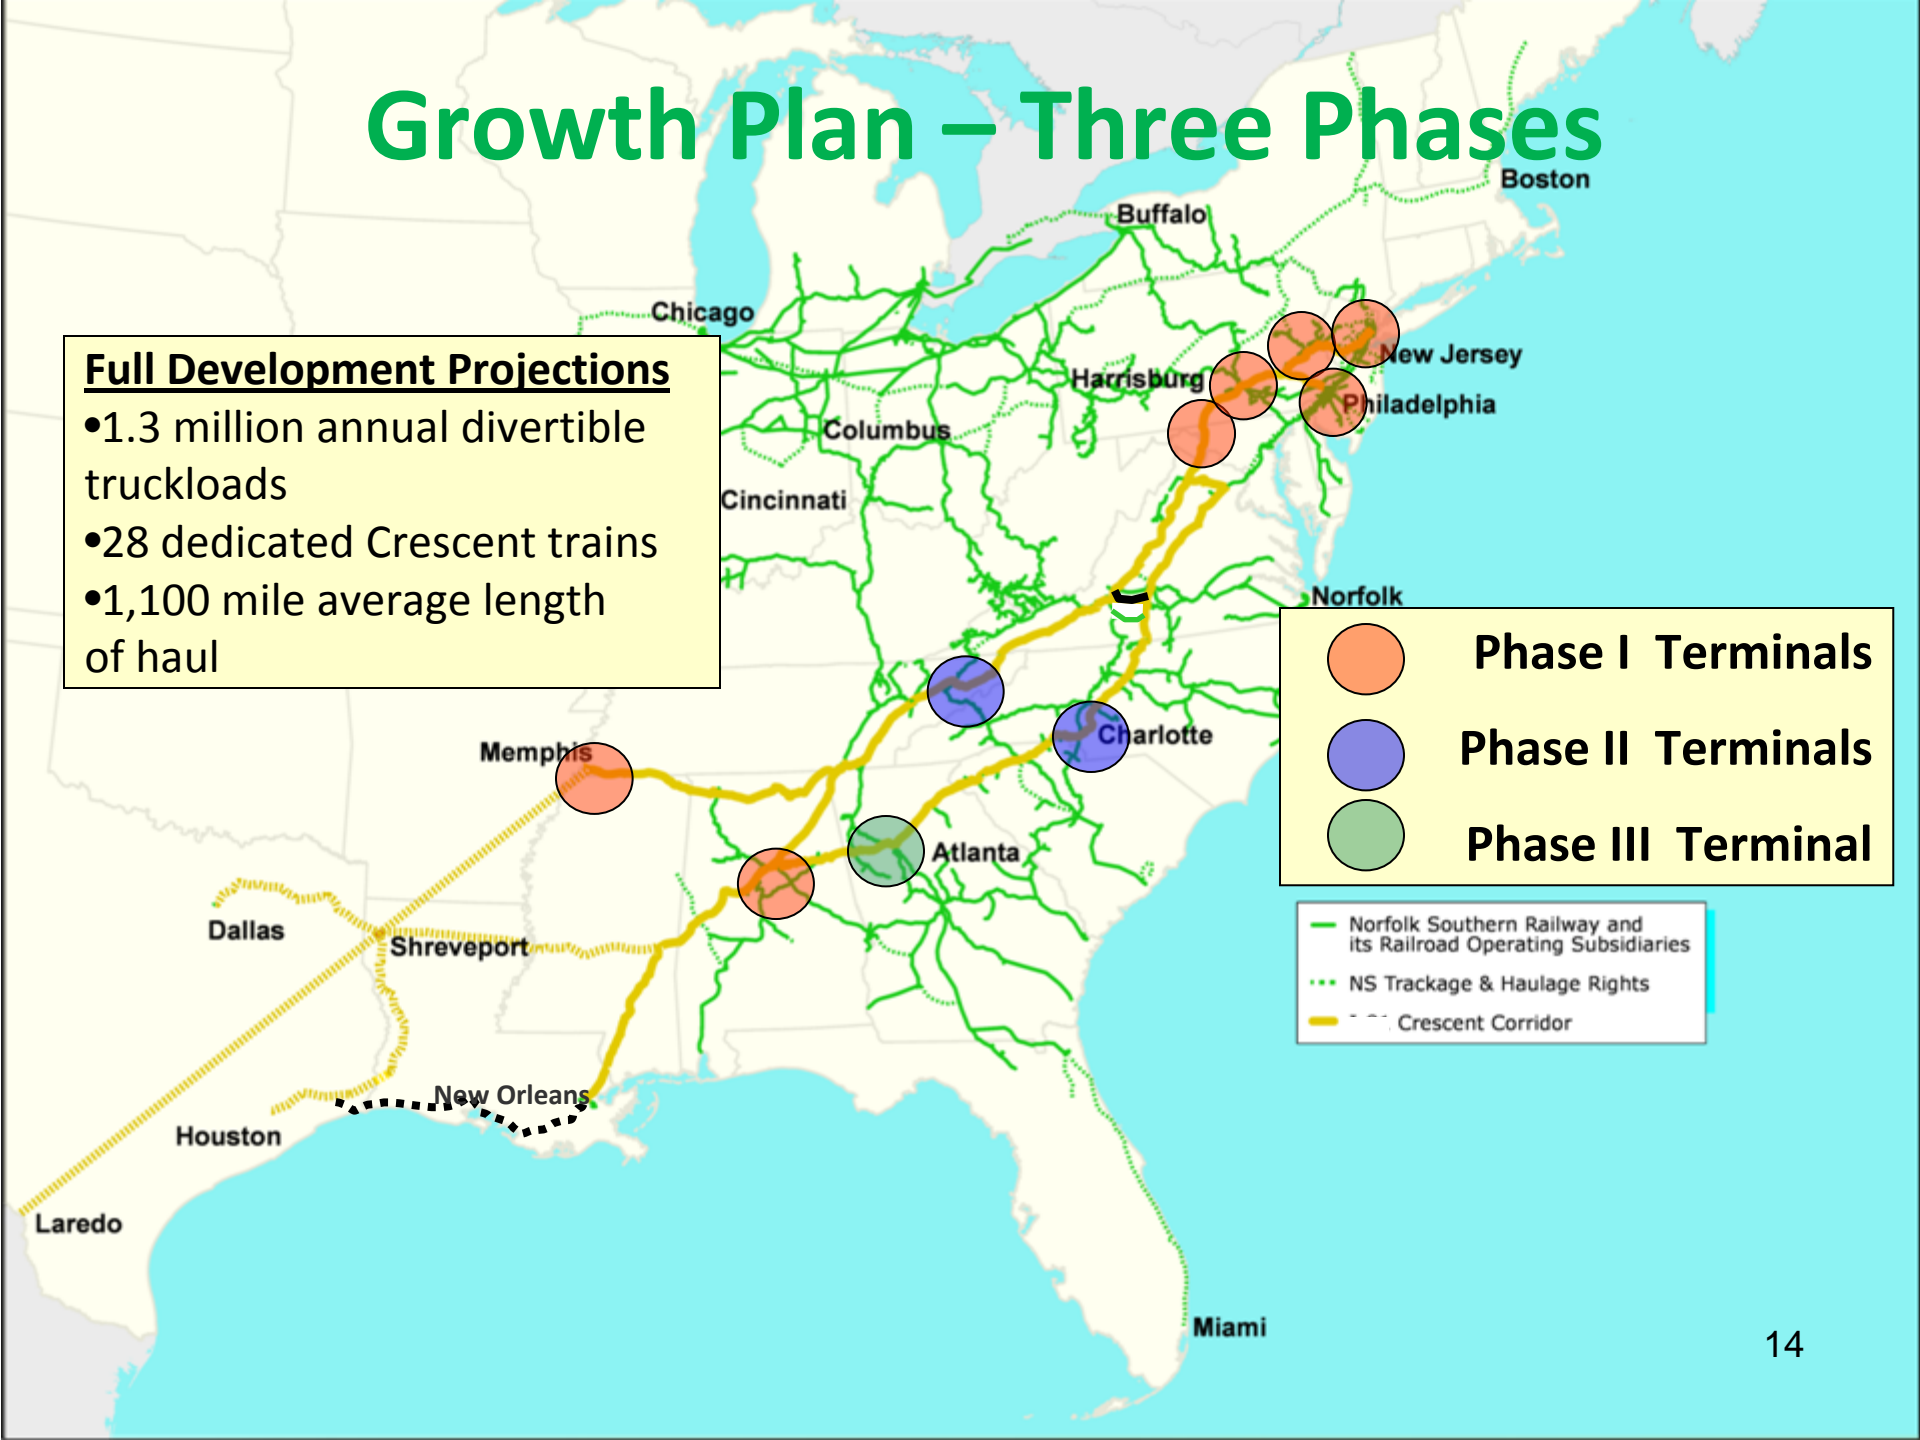 Growth Plan – Three Phases
Boston
Buffalo
Chicago
Full Development Projections
•1.3 million annual divertible
truckloads
•28 dedicated Crescent trains
•1,100 mile average length
of haul
New Jersey
Harrisburg
Philadelphia
Columbus
Cincinnati
Norfolk
Phase I Terminals
Phase II Terminals
Phase III Terminal
Memphis
Charlotte
Atlanta
Dallas
Shreveport
Norfolk Southern Railway and
its Railroad Operating Subsidiaries
NS Trackage & Haulage Rights
Crescent Corridor
New Orleans
Houston
Laredo
Miami
14